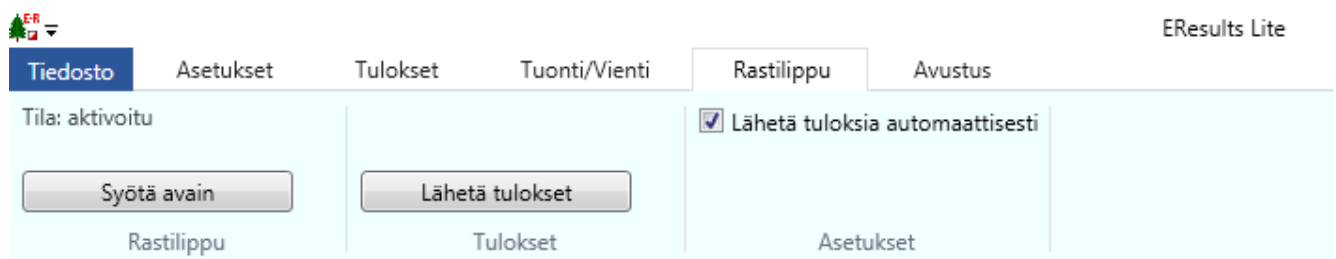 E-R
EResults Lite
Tiedosto Asetukset Tulokset Tuonti/Vienti Rastilippu Avustus
Tila: aktivoitu
Lähetä tuloksia automaattisesti
Syötä avain Lähetä tulokset
Rastilippu Tulokset Asetukset